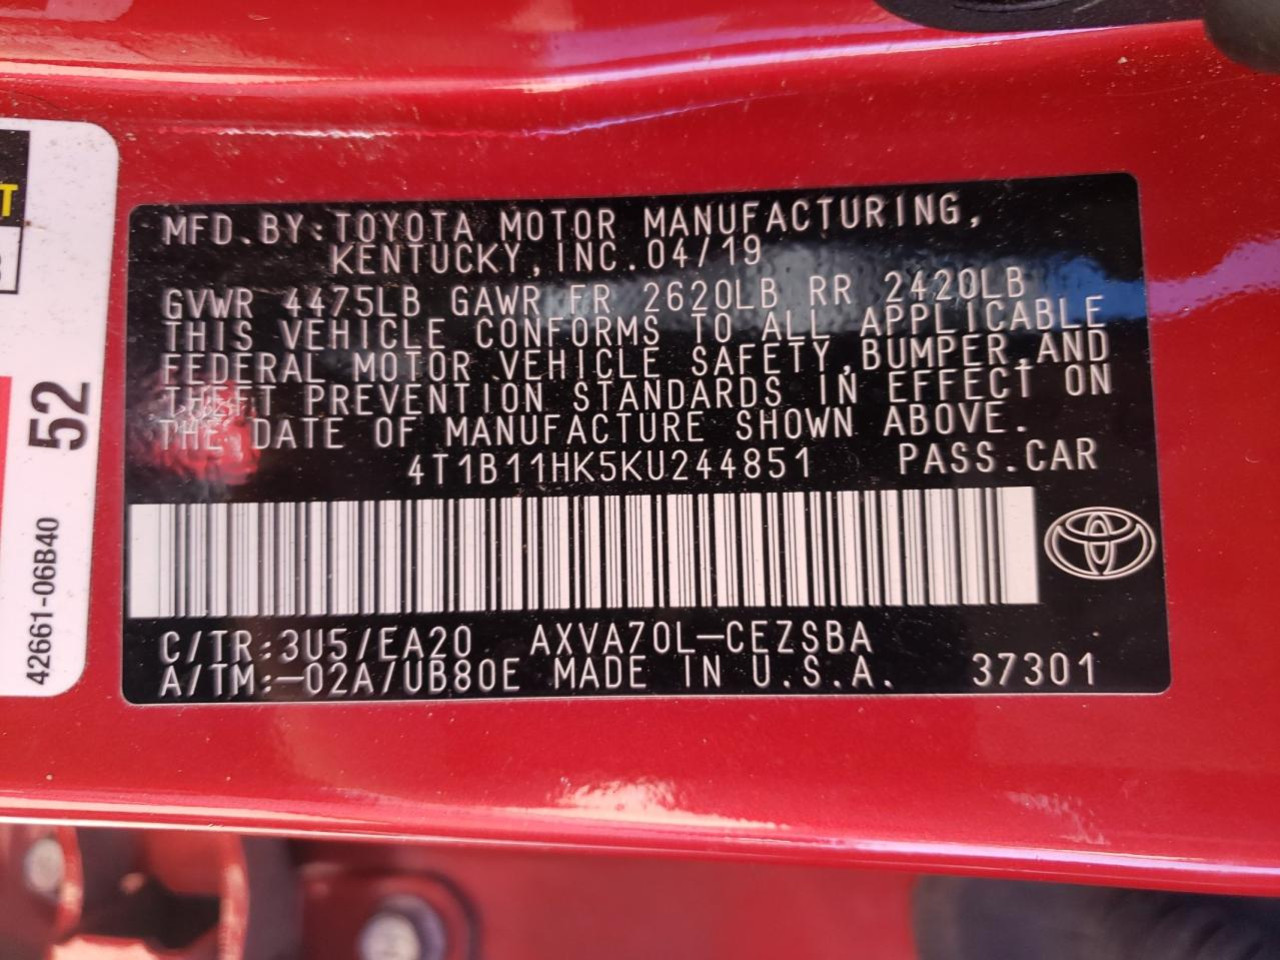 T
52
42661-06B40
MFD.BY:TOYOTA MOTOR MANUFACTURING,
KENTUCKY,INC.04/19
GVWR 4475LB GAWR FR 2620LB RR 2420LB
THIS VEHICLE CONFORMS TO ALL APPLICABLE
FEDERAL MOTOR VEHICLE SAFETY,BUMPER,AND
THEFT PREVENTION STANDARDS IN EFFECT ON
THE DATE OF MANUFACTURE SHOWN ABOVE.
4T1B11HK5KU244851 PASS.CAR
C/TR:3U5/EA20 AXVA70L-CEZSBA
A/TM:-02A/UB80E MADE IN U.S.A. 37301